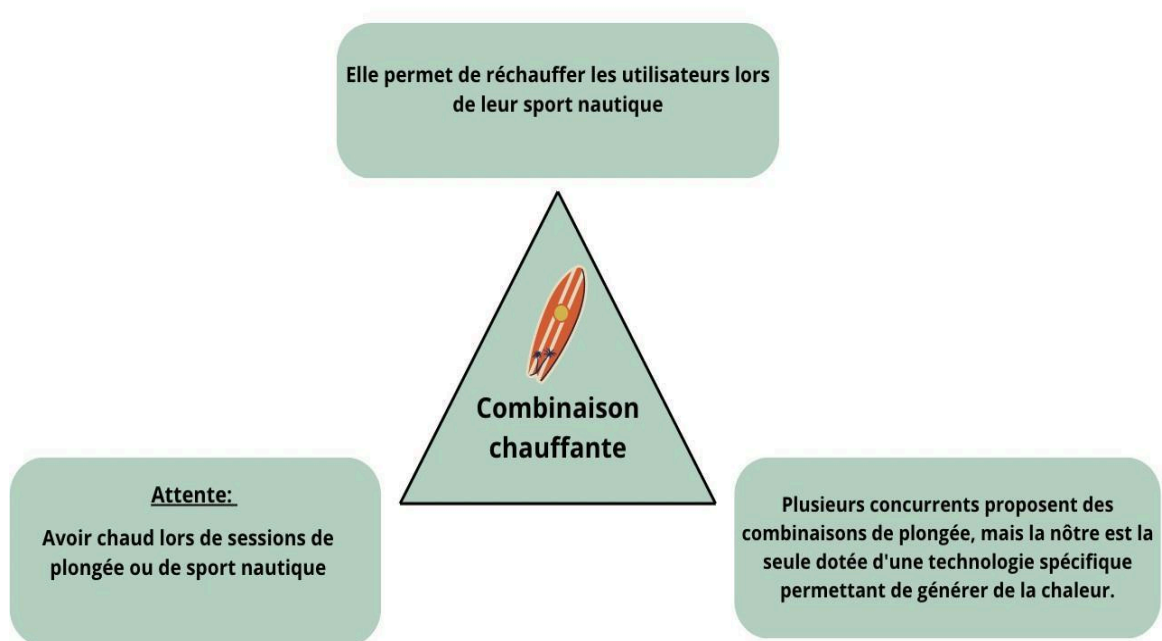 Elle permet de réchauffer les utilisateurs lors
de leur sport nautique
Combinaison
chauffante
Attente:
Avoir chaud lors de sessions de
plongée ou de sport nautique
Plusieurs concurrents proposent des
combinaisons de plongée, mais la nôtre est la
seule dotée d'une technologie spécifique
permettant de générer de la chaleur.